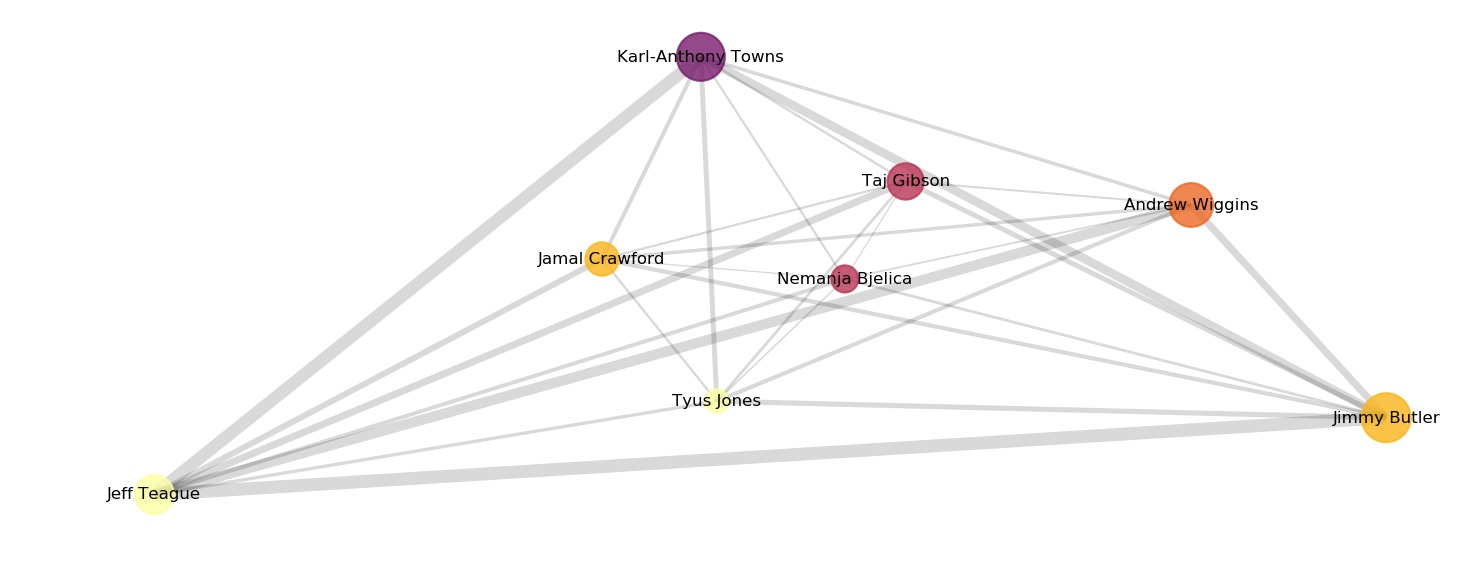 Karl-Anthony Towns
Taj Gibson
Andrew Wiggins
Jamal Crawford
Nemanja Bjelica
Tyus Jones
Jimmy Butler
Jeff Teague